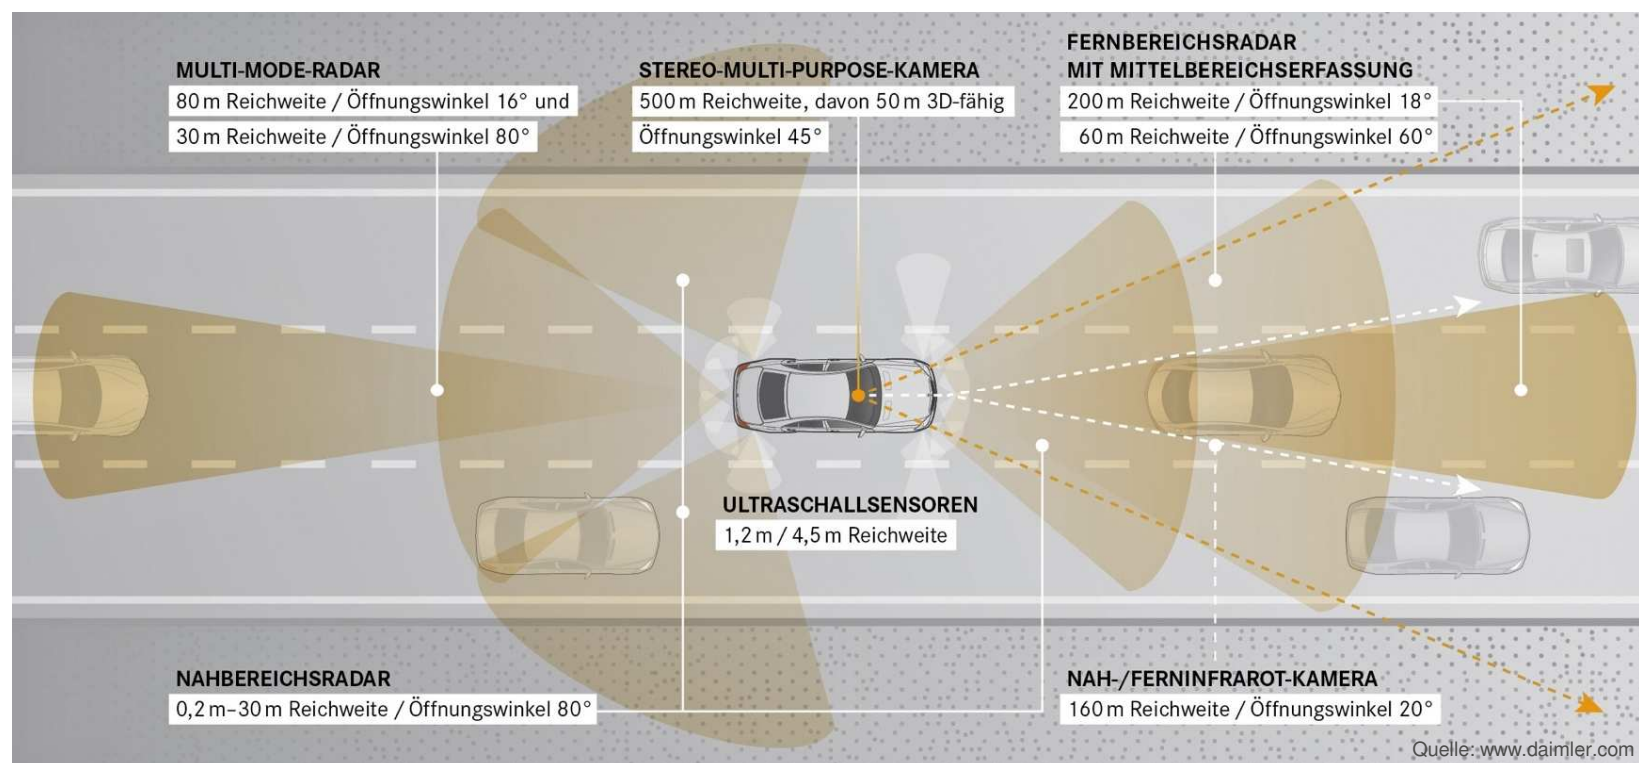 MULTI-MODE-RADAR
80 m Reichweite / Öffnungswinkel 16° und
30 m Reichweite / Öffnungswinkel 80°
STEREO-MULTI-PURPOSE-KAMERA
500 m Reichweite, davon 50 m 3D-fähig
Öffnungswinkel 45°
FERNBEREICHSRADAR
MIT MITTELBEREICHSERFASSUNG
200 m Reichweite / Öffnungswinkel 18°
60 m Reichweite / Öffnungswinkel 60°
ULTRASCHALLSENSOREN
1,2 m / 4,5 m Reichweite
NAHBEREICHSRADAR
0,2 m–30 m Reichweite / Öffnungswinkel 80°
NAH-/FERNINFRAROT-KAMERA
160 m Reichweite / Öffnungswinkel 20°
Quelle: www.daimler.com